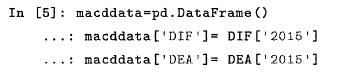 In [5]: macddata=pd.DataFrame()
...: macddata['DIF']= DIF['2015']
...: macddata['DEA']= DEA['2015']